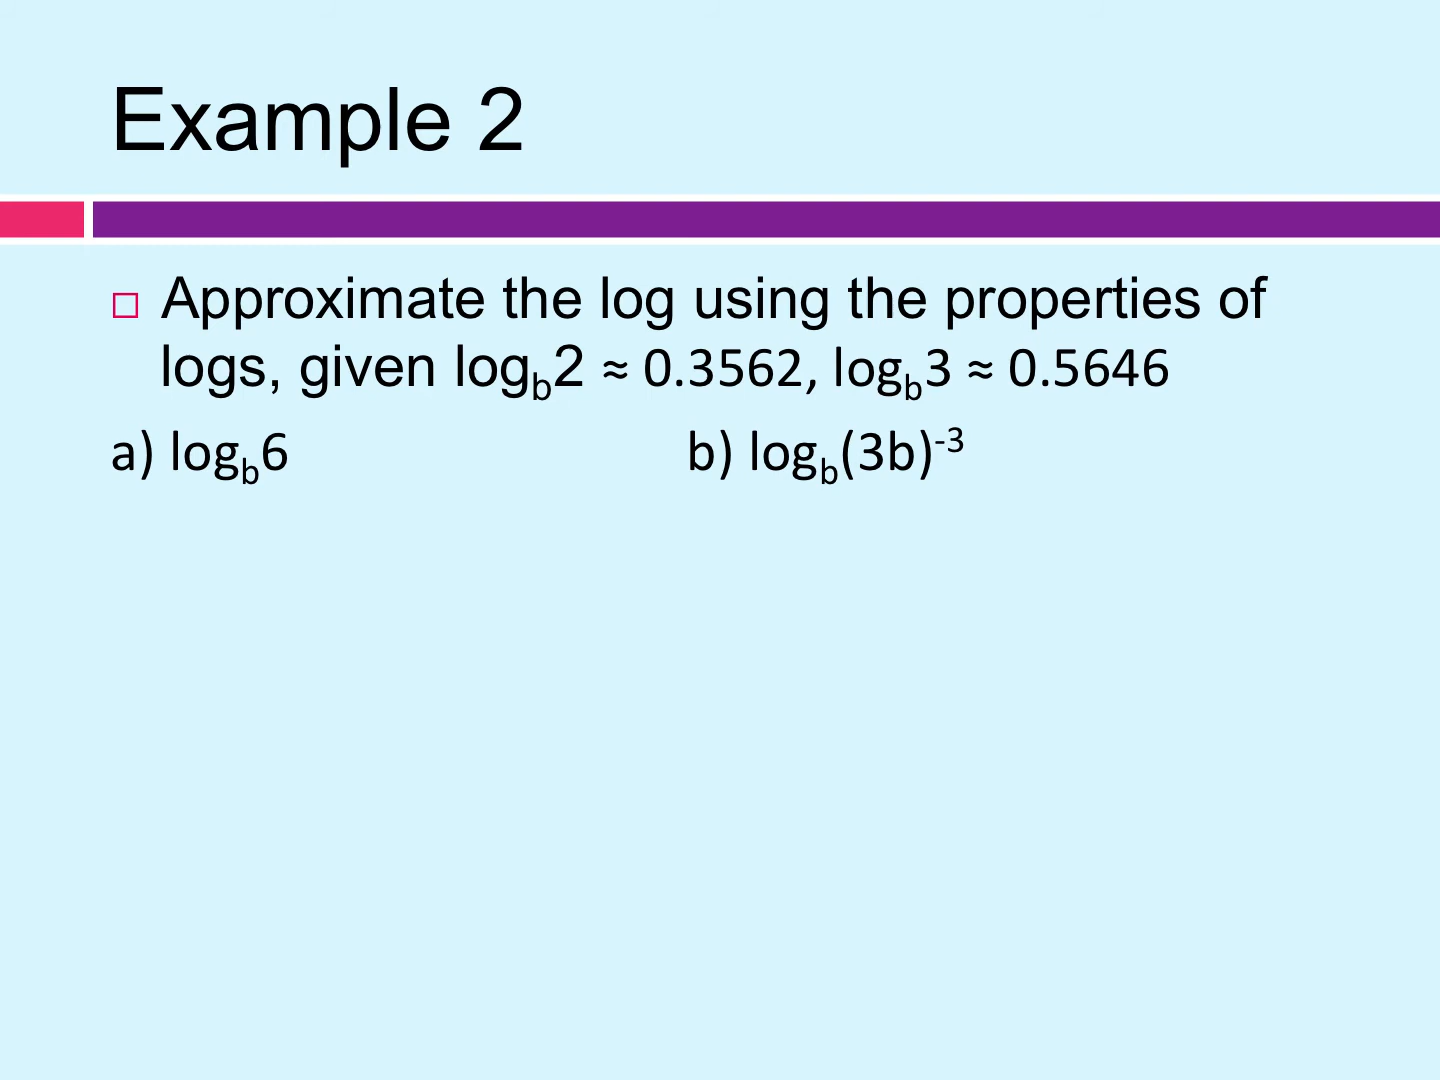 Example 2
Approximate the log using the properties of
logs, given log_b2 ≈ 0.3562, log_b3 ≈ 0.5646
a) log_b6 b) log_b(3b)^-3